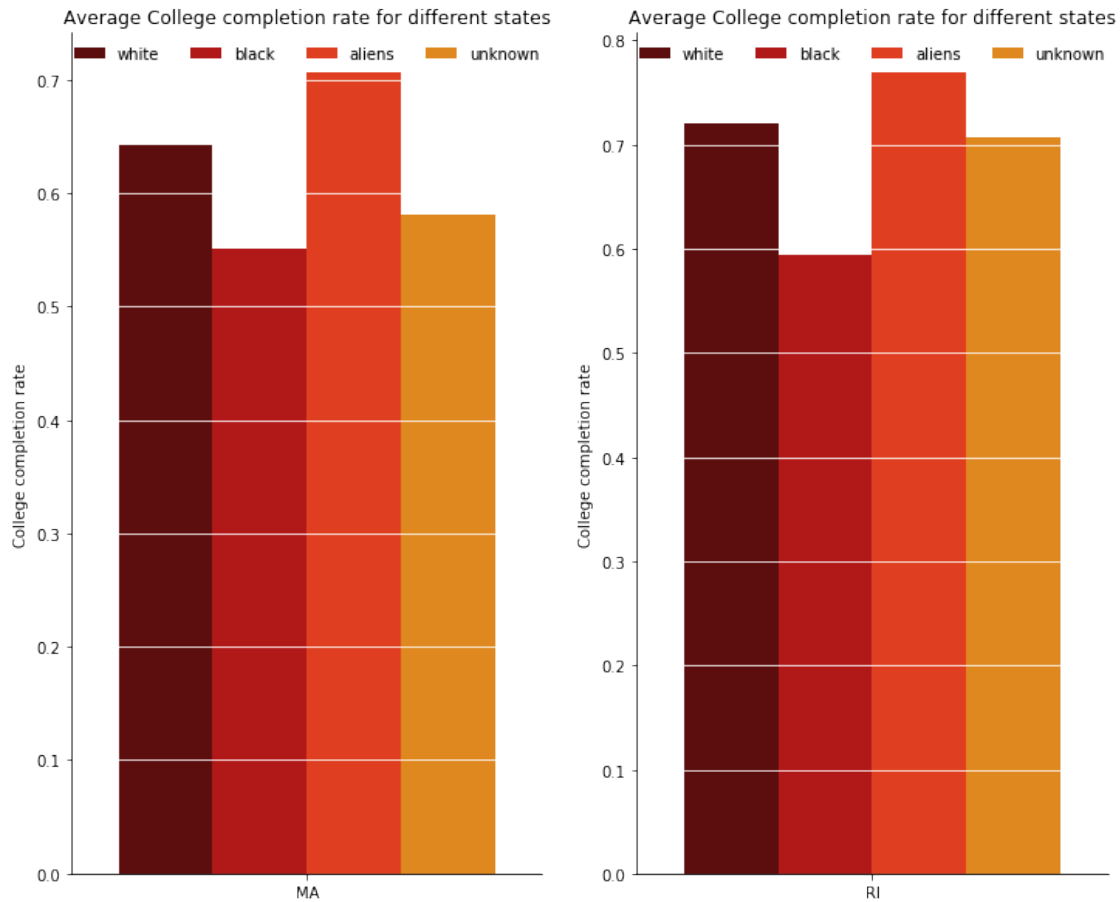 Average College completion rate for different states
white black aliens unknown
0.7
0.6
0.5
0.4
0.3
0.2
0.1
0.0
College completion rate
MA
Average College completion rate for different states
white black aliens unknown
0.8
0.7
0.6
0.5
0.4
0.3
0.2
0.1
0.0
College completion rate
RI